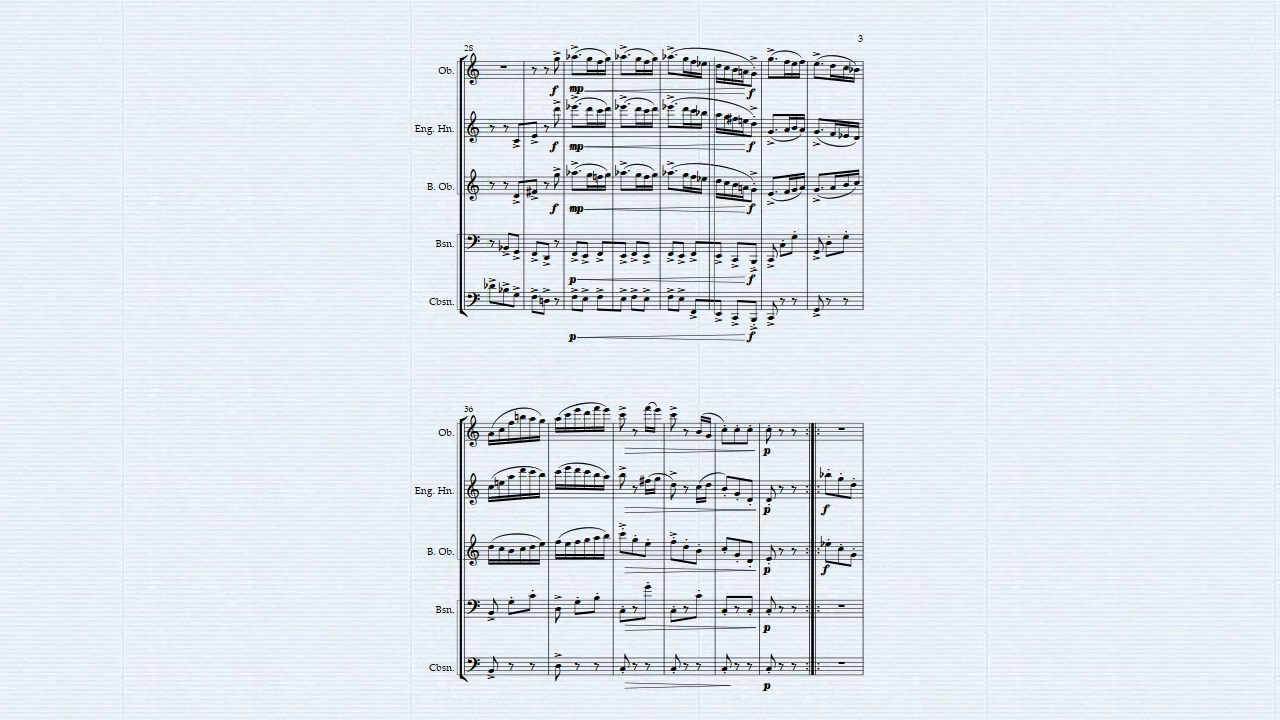 3
28
Ob.
f mp f
Eng. Hn.
f mp f
B. Ob.
f mp f
Bsn.
p f
Cbsn.
p f
36
Ob.
p
Eng. Hn.
p f
B. Ob.
p f
Bsn.
p
Cbsn.
p